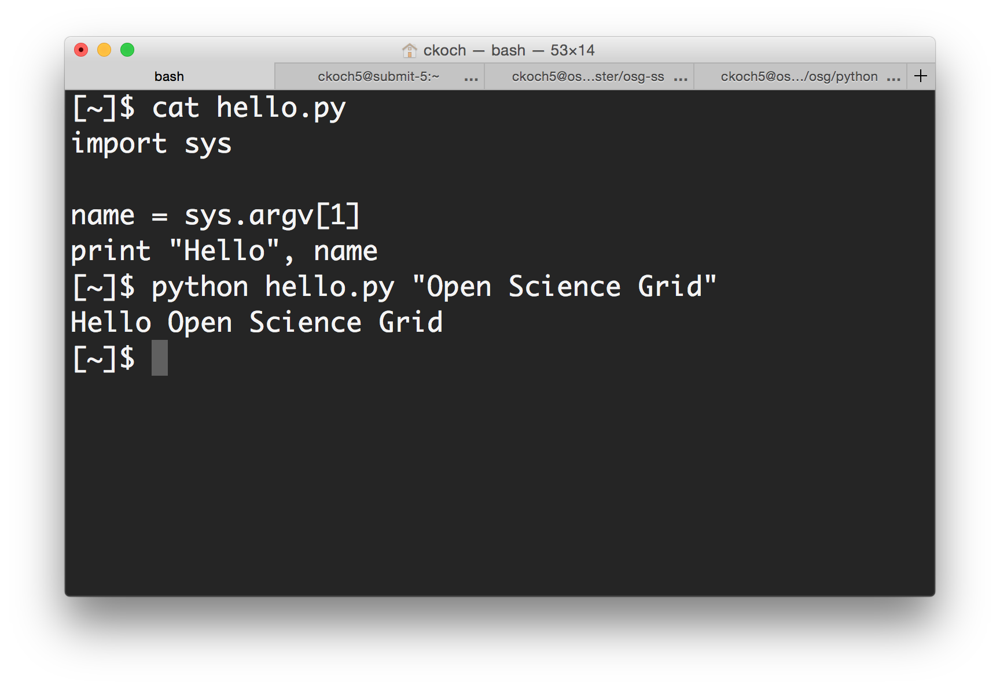 ckoch — bash — 53×14
bash ckoch5@submit-5:~ ... ckoch5@os...ster/osg-ss ... ckoch5@os.../osg/python ... +
[~]$ cat hello.py
import sys

name = sys.argv[1]
print "Hello", name
[~]$ python hello.py "Open Science Grid"
Hello Open Science Grid
[~]$